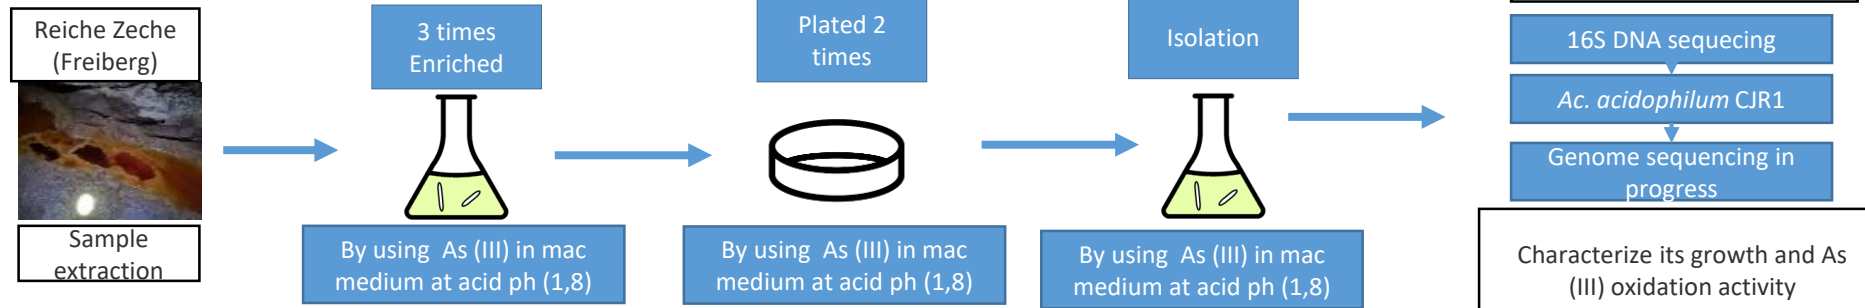 Reiche Zeche
(Freiberg)
Sample
extraction
3 times
Enriched
By using As (III) in mac
medium at acid ph (1,8)
Plated 2
times
By using As (III) in mac
medium at acid ph (1,8)
Isolation
By using As (III) in mac
medium at acid ph (1,8)
16S DNA sequecing
Ac. acidophilum CJR1
Genome sequencing in
progress
Characterize its growth and As
(III) oxidation activity